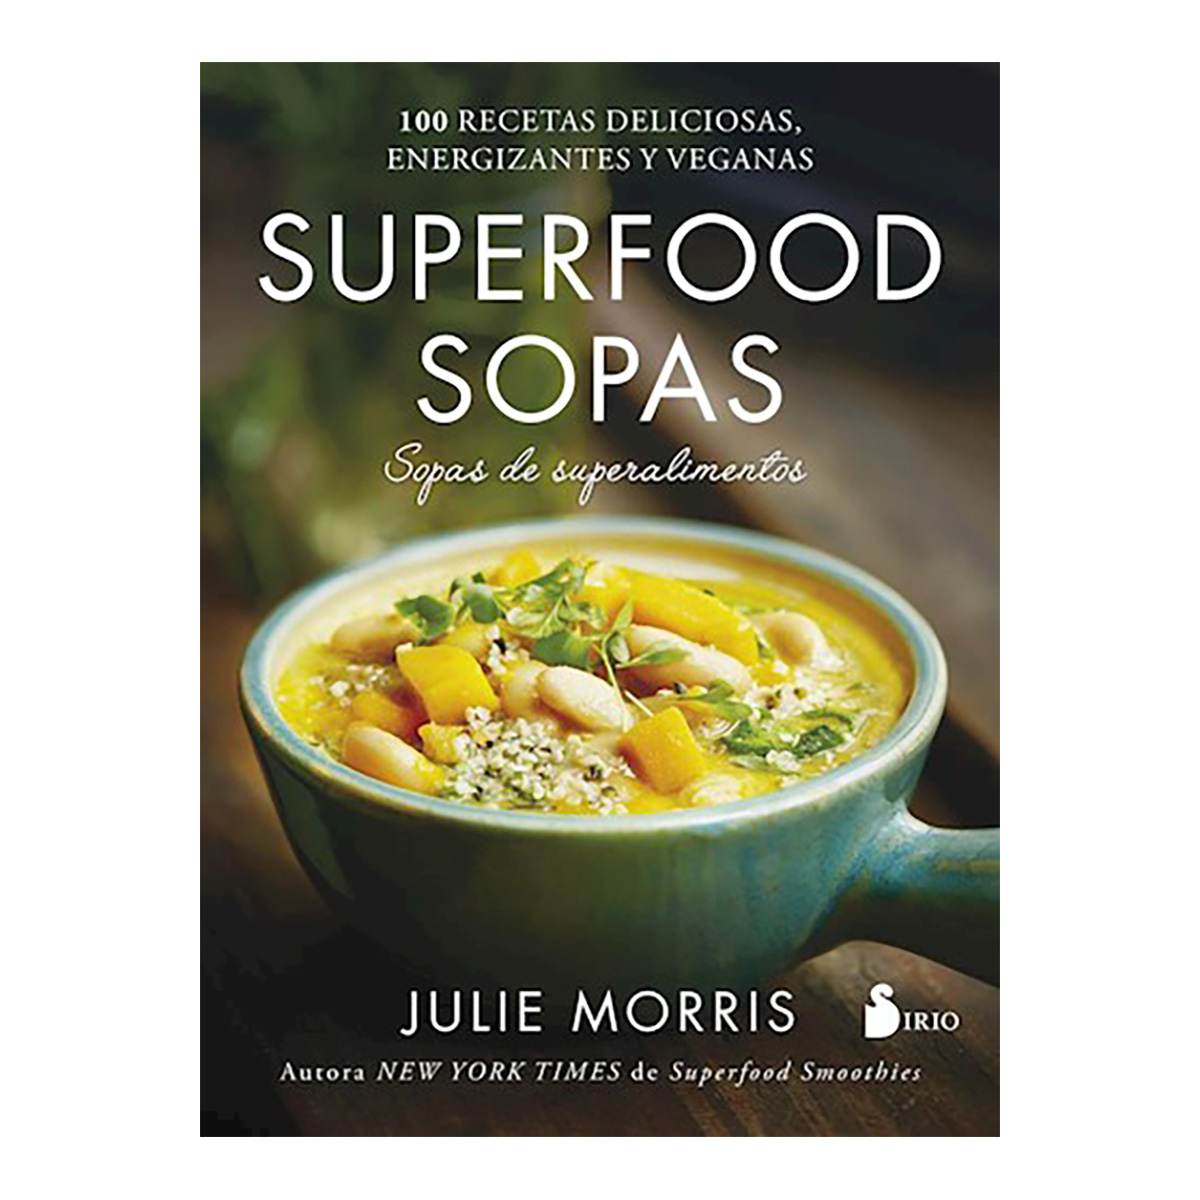 100 RECETAS DELICIOSAS,
ENERGIZANTES Y VEGANAS
SUPERFOOD
SOPAS
Sopas de superalimentos
JULIE MORRIS
SIRIO
Autora NEW YORK TIMES de Superfood Smoothies